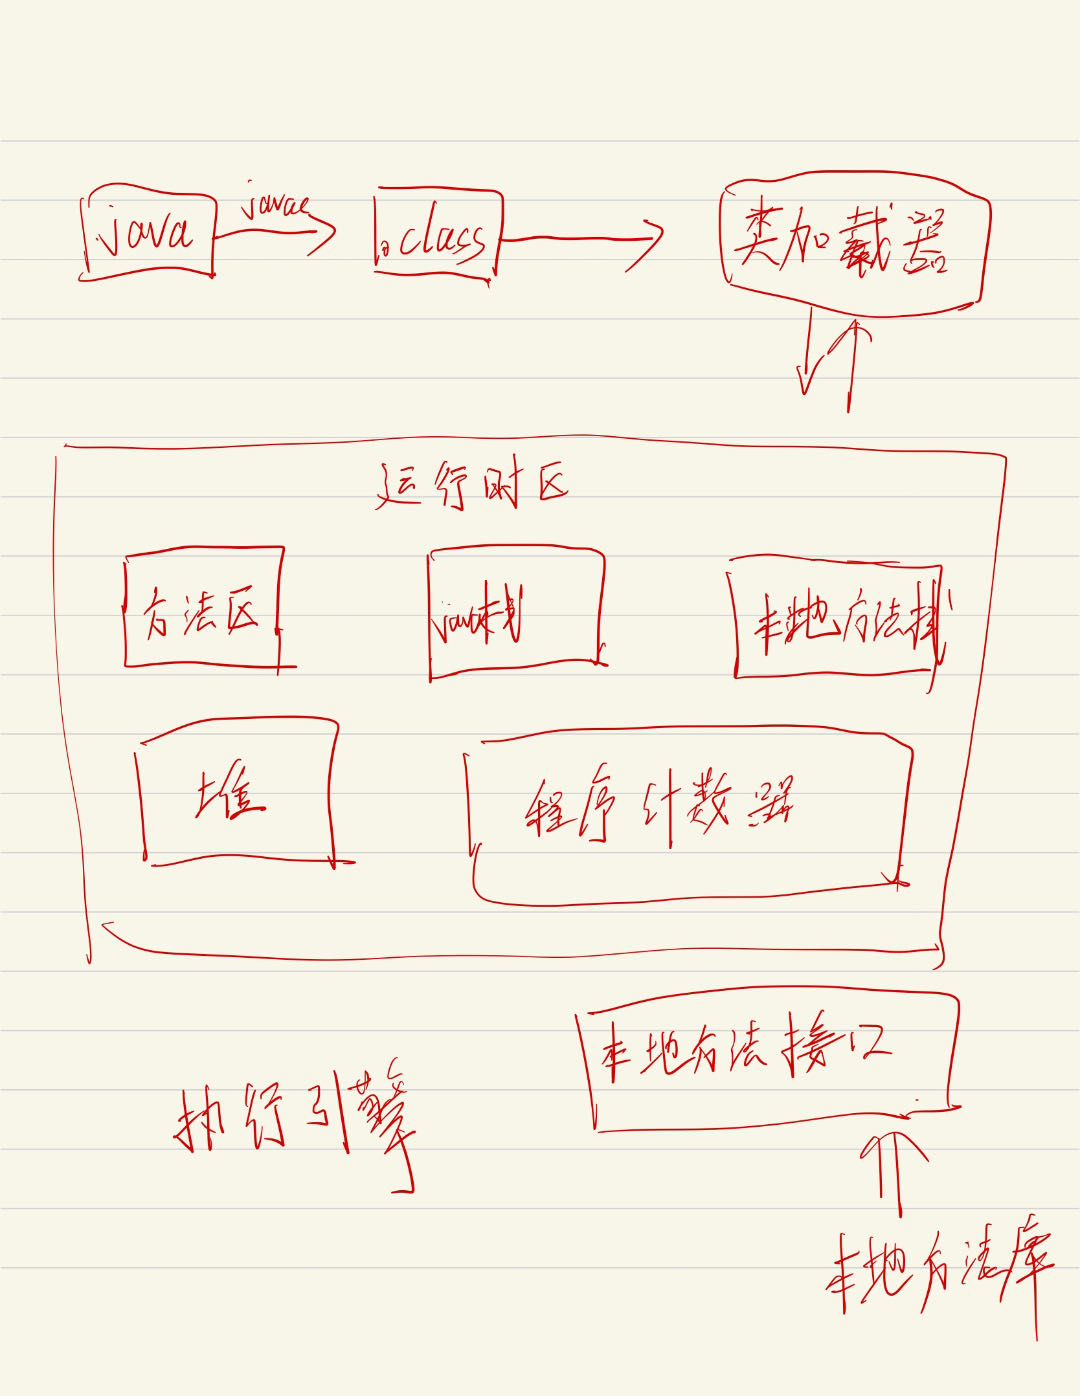 java
javac
.class
类加载器
运行时区
方法区
java栈
本地方法栈
堆
程序计数器
本地方法接口
执行引擎
本地方法库